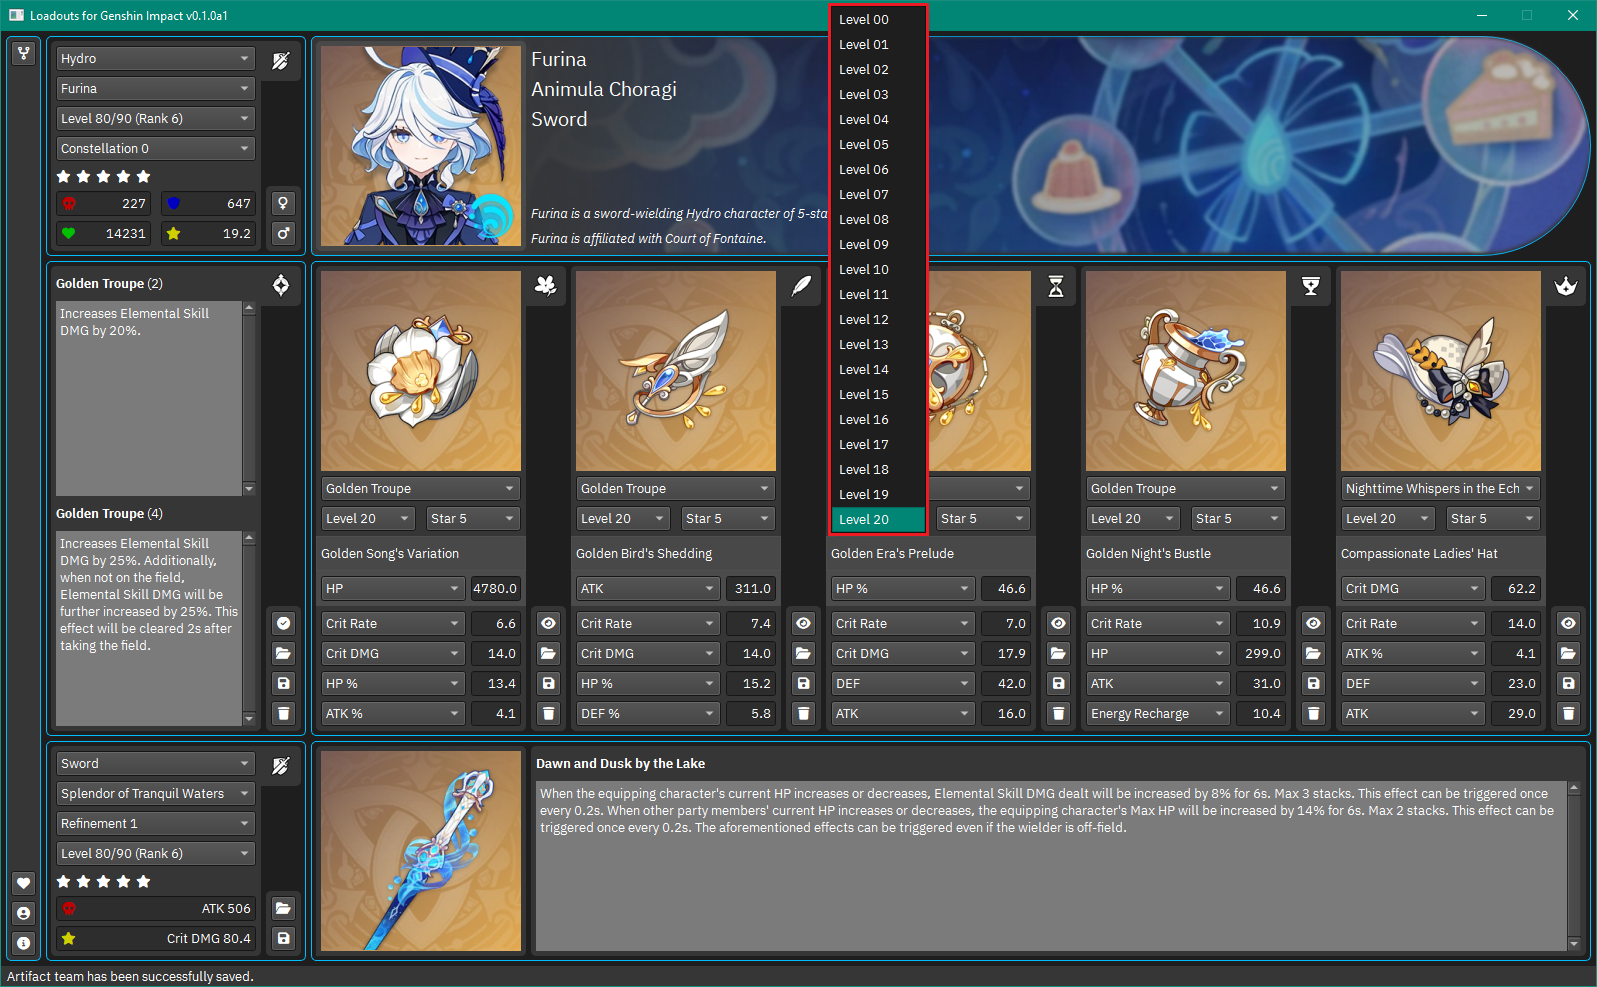 Loadouts for Genshin Impact v0.1.0a1
Hydro
Furina
Level 80/90 (Rank 6)
Constellation 0
227
647
14231
19.2
Furina
Animula Choragi
Sword
Furina is a sword-wielding Hydro character of 5-sta
Furina is affiliated with Court of Fontaine.
Level 00
Level 01
Level 02
Level 03
Level 04
Level 05
Level 06
Level 07
Level 08
Level 09
Level 10
Level 11
Level 12
Level 13
Level 14
Level 15
Level 16
Level 17
Level 18
Level 19
Level 20
Golden Troupe (2)
Increases Elemental Skill
DMG by 20%.
Golden Troupe (4)
Increases Elemental Skill
DMG by 25%. Additionally,
when not on the field,
Elemental Skill DMG will be
further increased by 25%. This
effect will be cleared 2s after
taking the field.
Golden Troupe
Level 20
Star 5
Golden Song's Variation
HP
4780.0
Crit Rate
6.6
Crit DMG
14.0
HP %
13.4
ATK %
4.1
Golden Troupe
Level 20
Star 5
Golden Bird's Shedding
ATK
311.0
Crit Rate
7.4
Crit DMG
14.0
HP %
15.2
DEF %
5.8
Star 5
Golden Era's Prelude
HP %
46.6
Crit Rate
7.0
Crit DMG
17.9
DEF
42.0
ATK
16.0
Golden Troupe
Level 20
Star 5
Golden Night's Bustle
HP %
46.6
Crit Rate
10.9
HP
299.0
ATK
31.0
Energy Recharge
10.4
Nighttime Whispers in the Ech
Level 20
Star 5
Compassionate Ladies' Hat
Crit DMG
62.2
Crit Rate
14.0
ATK %
4.1
DEF
23.0
ATK
29.0
Sword
Splendor of Tranquil Waters
Refinement 1
Level 80/90 (Rank 6)
ATK 506
Crit DMG 80.4
Dawn and Dusk by the Lake
When the equipping character's current HP increases or decreases, Elemental Skill DMG dealt will be increased by 8% for 6s. Max 3 stacks. This effect can be triggered once
every 0.2s. When other party members' current HP increases or decreases, the equipping character's Max HP will be increased by 14% for 6s. Max 2 stacks. This effect can be
triggered once every 0.2s. The aforementioned effects can be triggered even if the wielder is off-field.
Artifact team has been successfully saved.